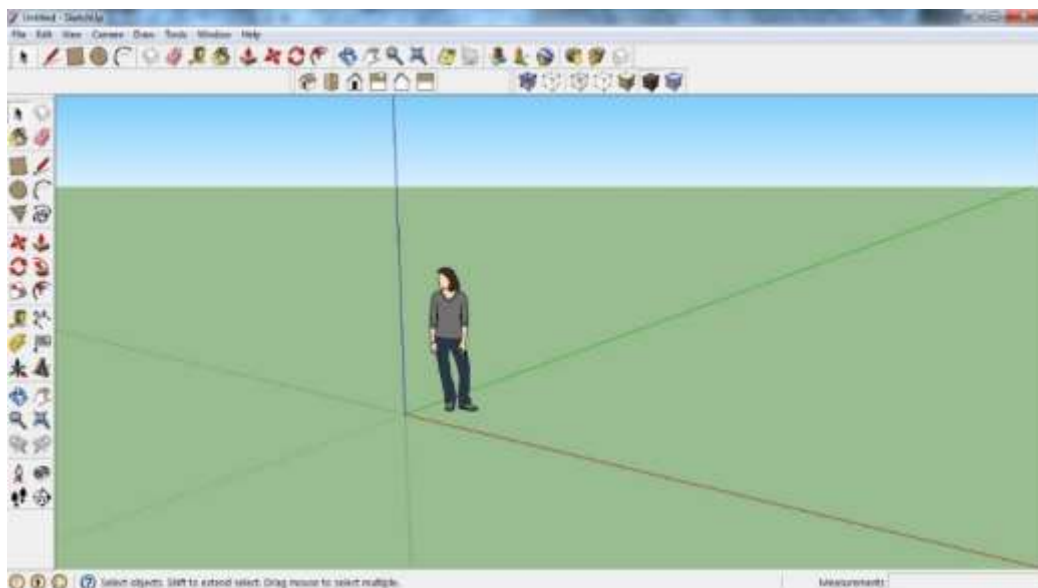 Untitled - SketchUp
File Edit View Camera Draw Tools Window Help
Select objects. Shift to extend select. Drag mouse to select multiple.
Measurements